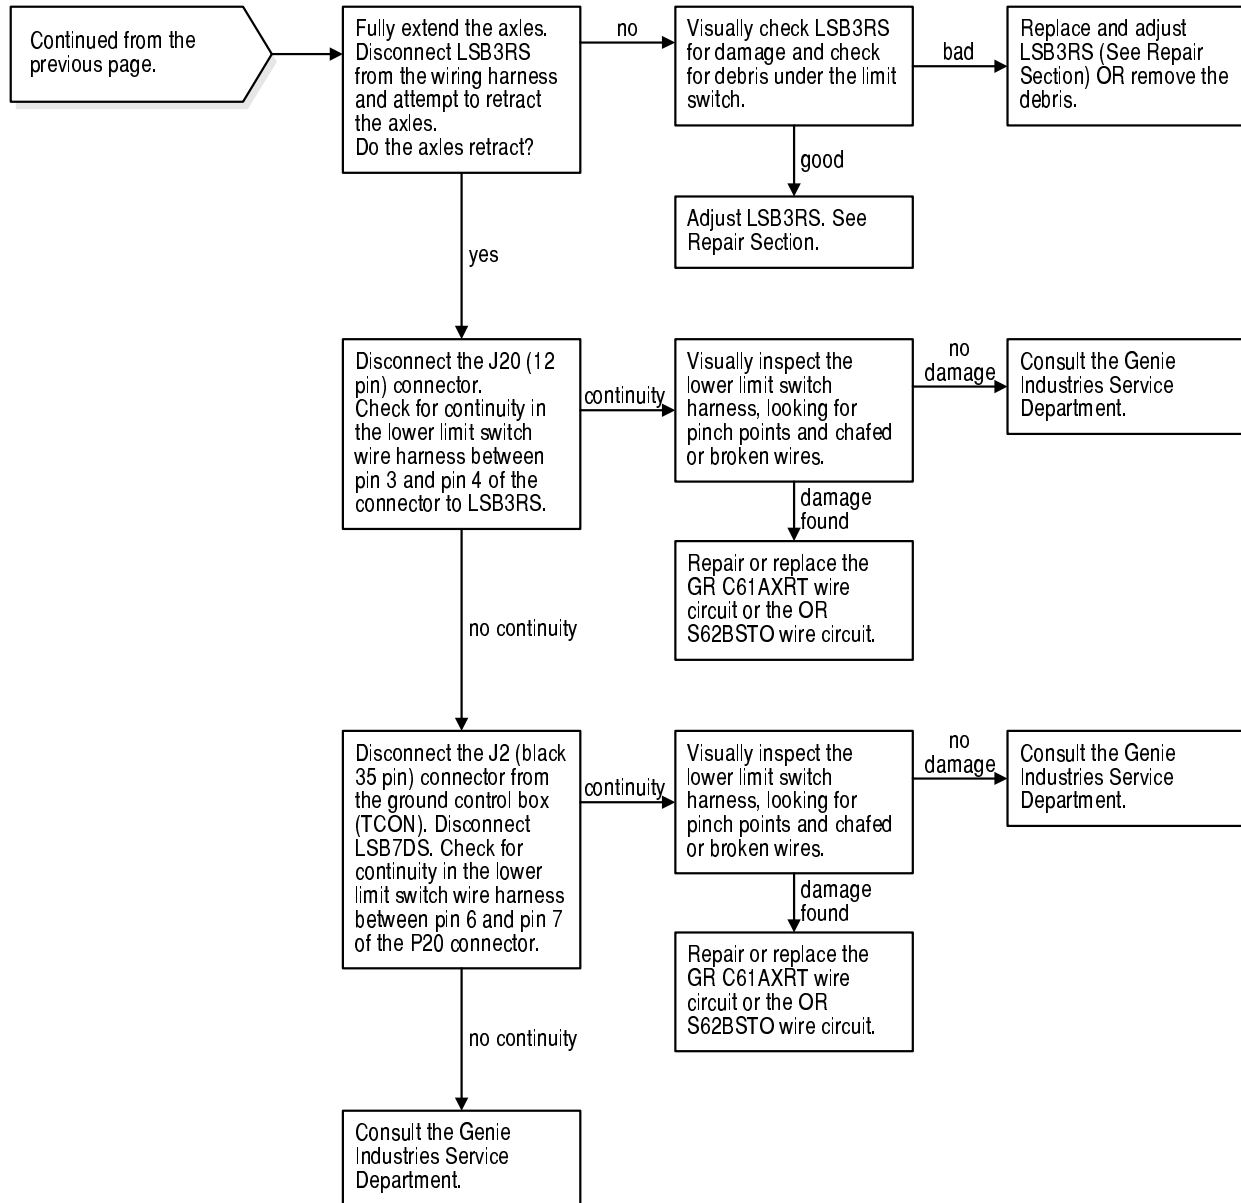 Continued from the
previous page.
Fully extend the axles.
Disconnect LSB3RS
from the wiring harness
and attempt to retract
the axles.
Do the axles retract?
no
Visually check LSB3RS
for damage and check
for debris under the limit
switch.
bad
Replace and adjust
LSB3RS (See Repair
Section) OR remove the
debris.
good
Adjust LSB3RS. See
Repair Section.
yes
Disconnect the J20 (12
pin) connector.
Check for continuity in
the lower limit switch
wire harness between
pin 3 and pin 4 of the
connector to LSB3RS.
continuity
Visually inspect the
lower limit switch
harness, looking for
pinch points and chafed
or broken wires.
no
damage
Consult the Genie
Industries Service
Department.
damage
found
Repair or replace the
GR C61AXRT wire
circuit or the OR
S62BSTO wire circuit.
no continuity
Disconnect the J2 (black
35 pin) connector from
the ground control box
(TCON). Disconnect
LSB7DS. Check for
continuity in the lower
limit switch wire harness
between pin 6 and pin 7
of the P20 connector.
continuity
Visually inspect the
lower limit switch
harness, looking for
pinch points and chafed
or broken wires.
no
damage
Consult the Genie
Industries Service
Department.
damage
found
Repair or replace the
GR C61AXRT wire
circuit or the OR
S62BSTO wire circuit.
no continuity
Consult the Genie
Industries Service
Department.